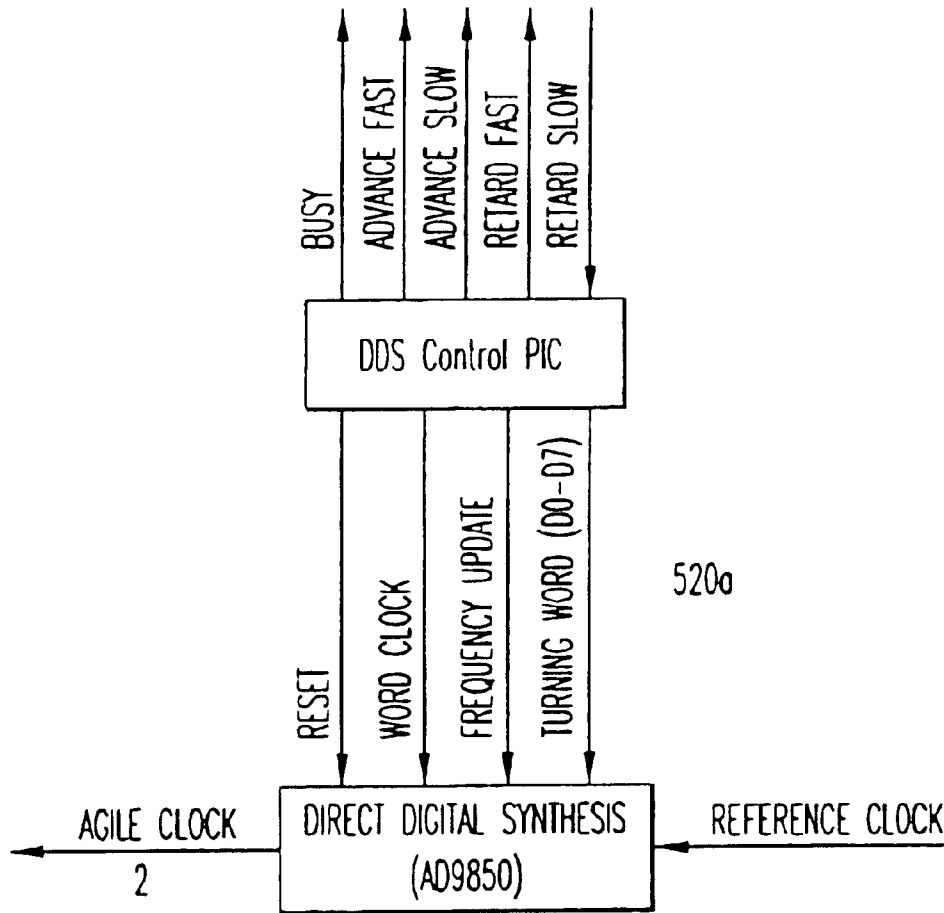 BUSY
ADVANCE FAST
ADVANCE SLOW
RETARD FAST
RETARD SLOW
DDS Control PIC
RESET
WORD CLOCK
FREQUENCY UPDATE
TURNING WORD (D0-D7)
520a
AGILE CLOCK
2
DIRECT DIGITAL SYNTHESIS
(AD9850)
REFERENCE CLOCK